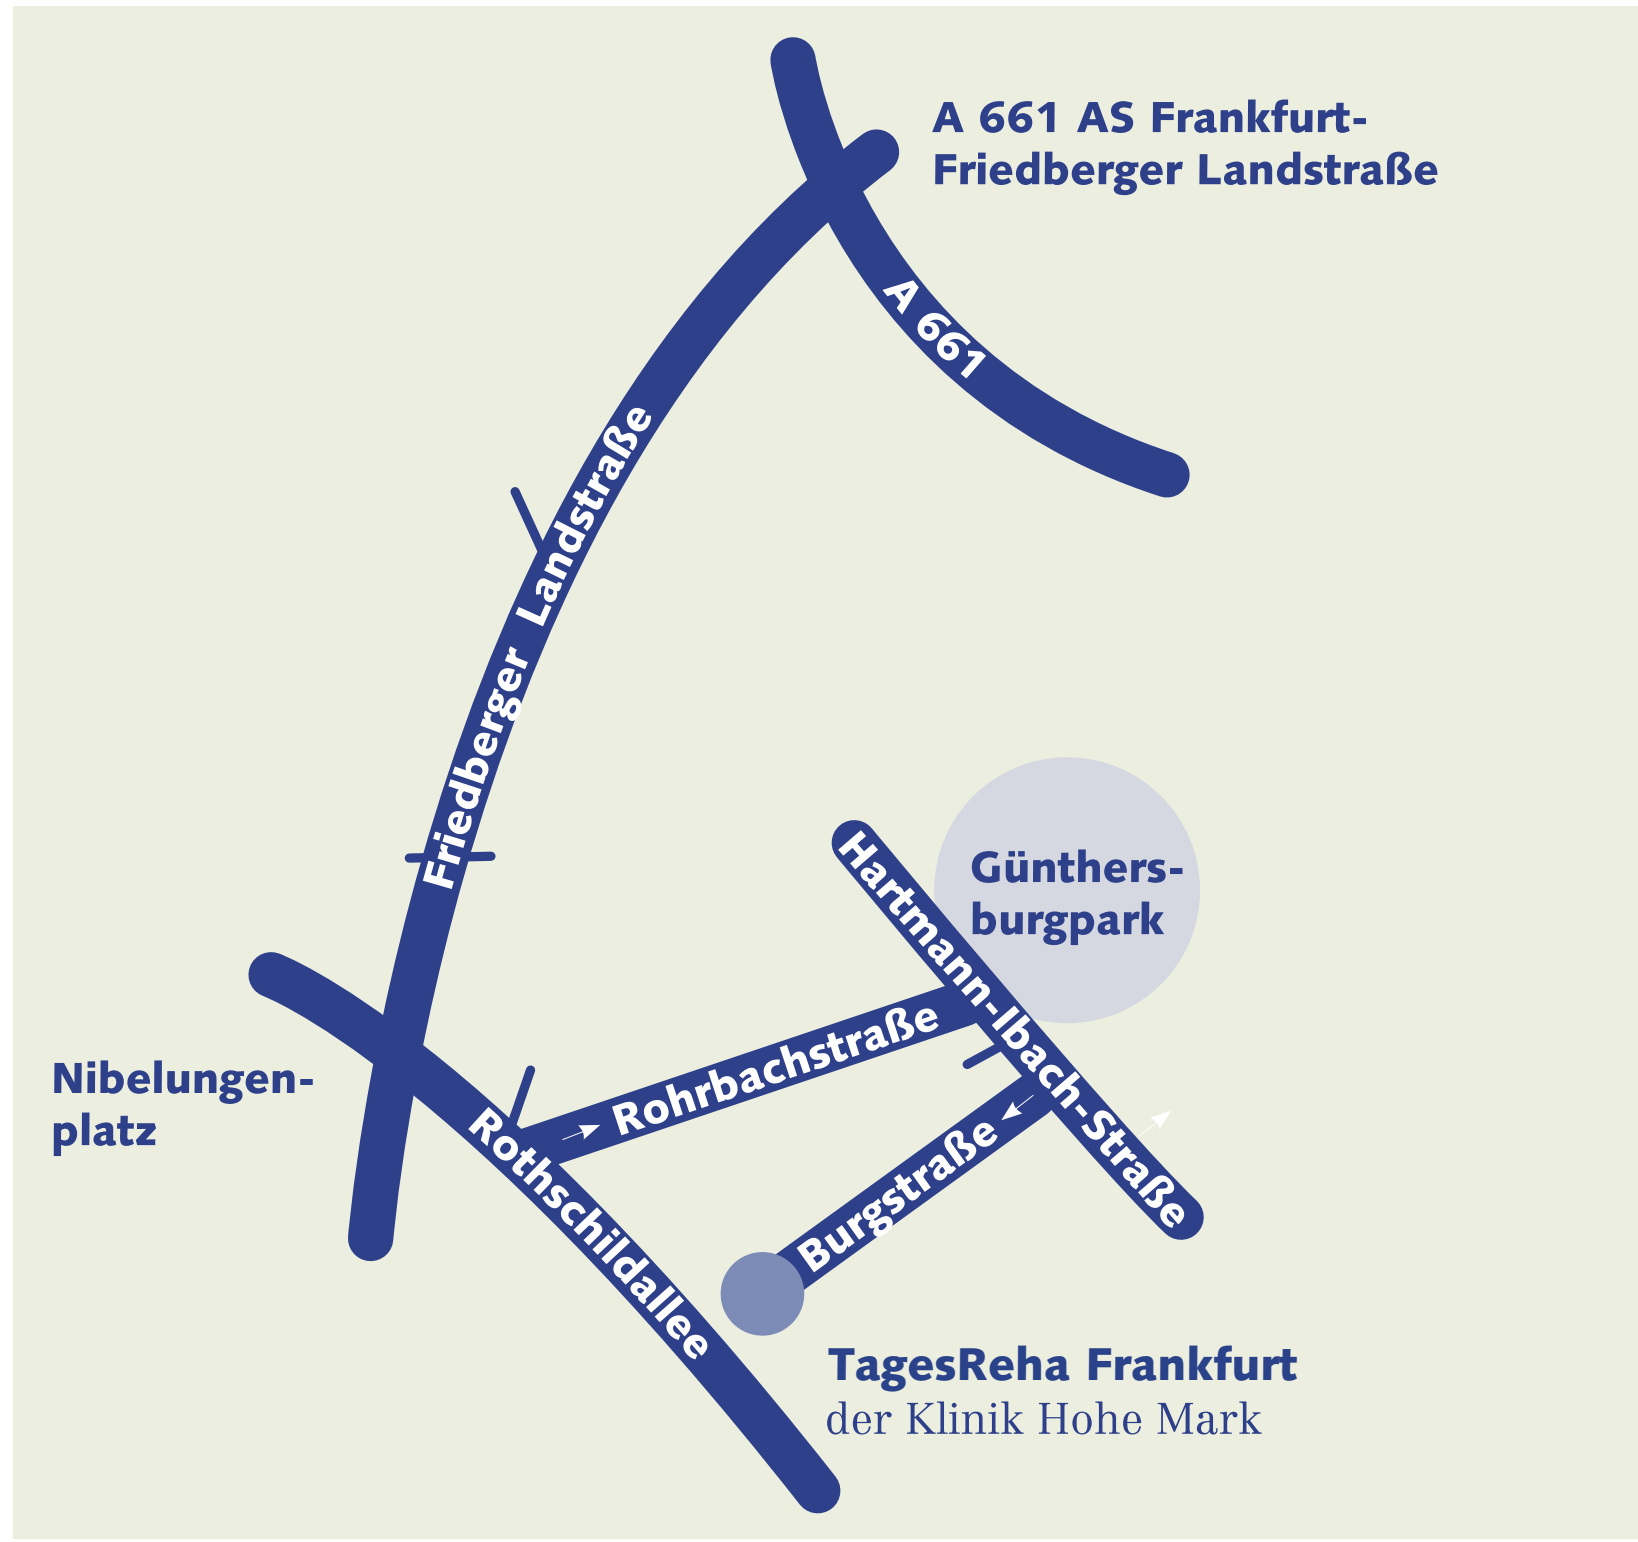 A 661 AS Frankfurt-
Friedberger Landstraße
A 661
Friedberger Landstraße
Günthers-
burgpark
Hartmann-Ibach-Straße
Rohrbachstraße
Nibelungen-
platz
Rothschildallee
Burgstraße
TagesReha Frankfurt
der Klinik Hohe Mark